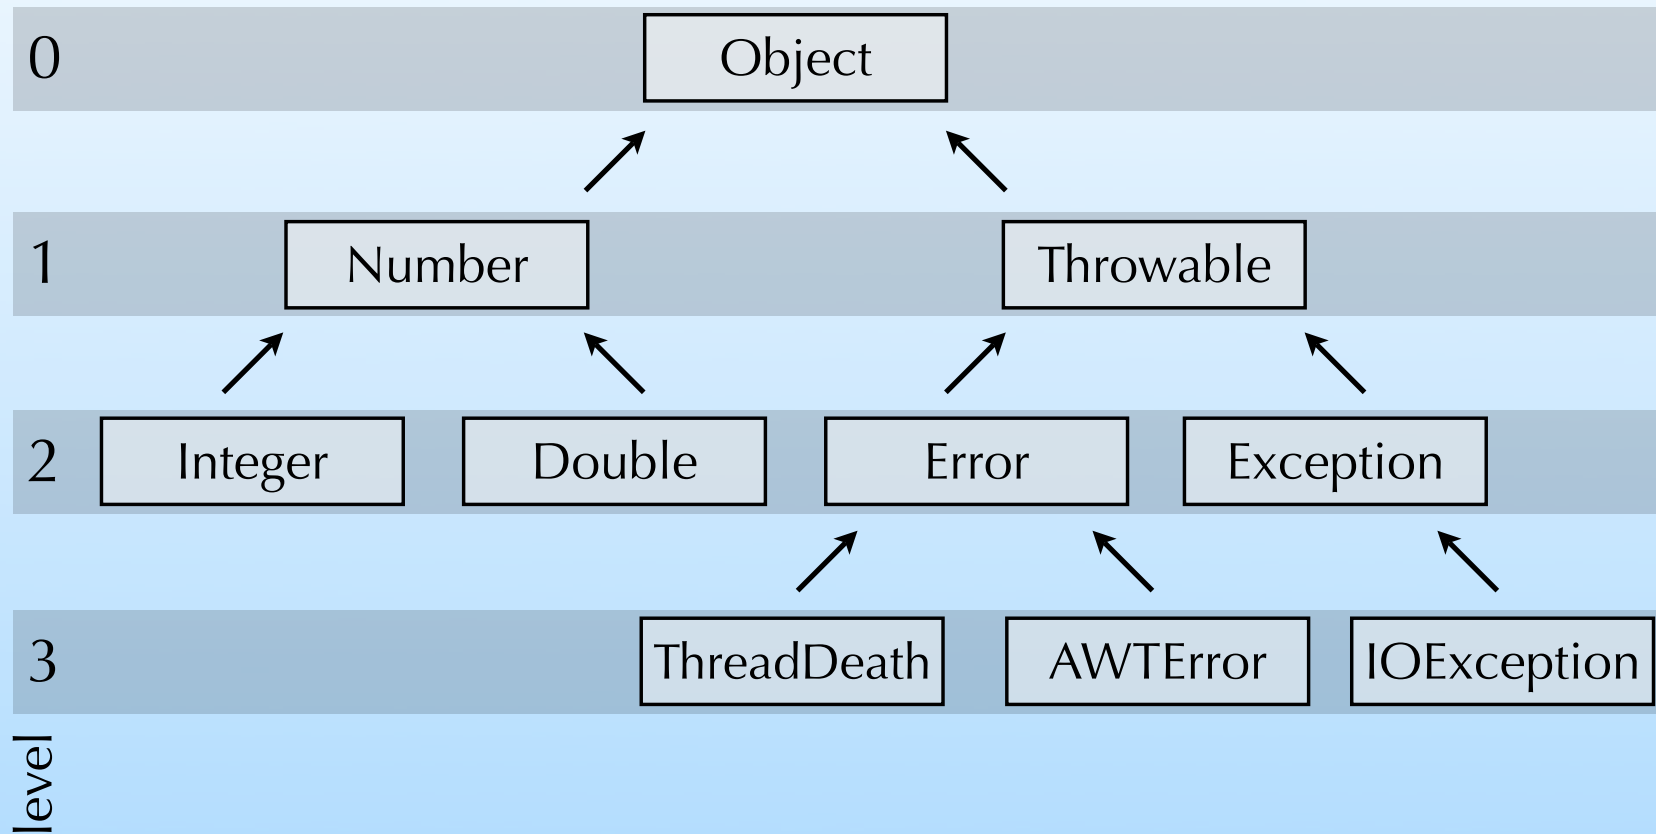 0 Object
1 Number Throwable
2 Integer Double Error Exception
3 ThreadDeath AWTError IOException
level